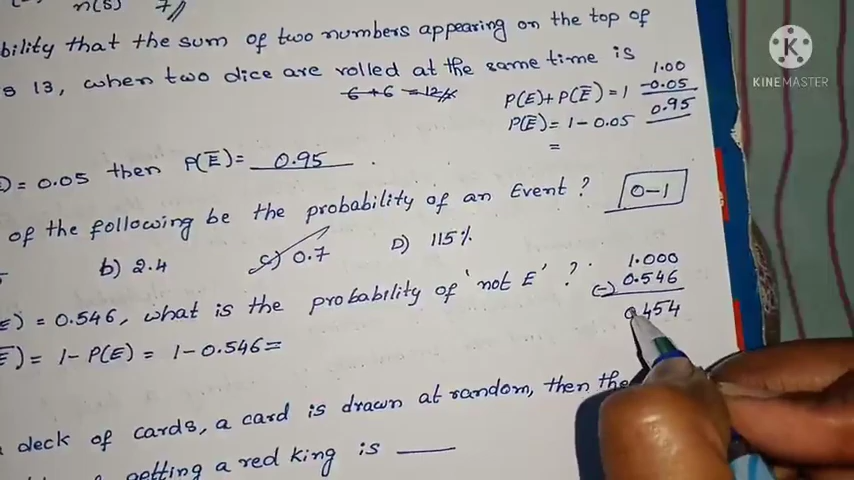 n(s) 7//
bility that the sum of two numbers appearing on the top of
s 13, when two dice are rolled at the same time is
6+6 =12
P(E)+P(E̅)=1
P(E̅)= 1-0.05
=
1.00
-0.05
0.95
)= 0.05 then P(E̅)= 0.95 .
of the following be the probability of an Event? 0-1
b) 2.4 c) 0.7 D) 115%
E) = 0.546, what is the probability of 'not E' ?
1.000
(-) 0.546
0.454
E̅)= 1- P(E) = 1-0.546=
deck of cards, a card is drawn at random, then the
getting a red king is ____
K
KINEMASTER